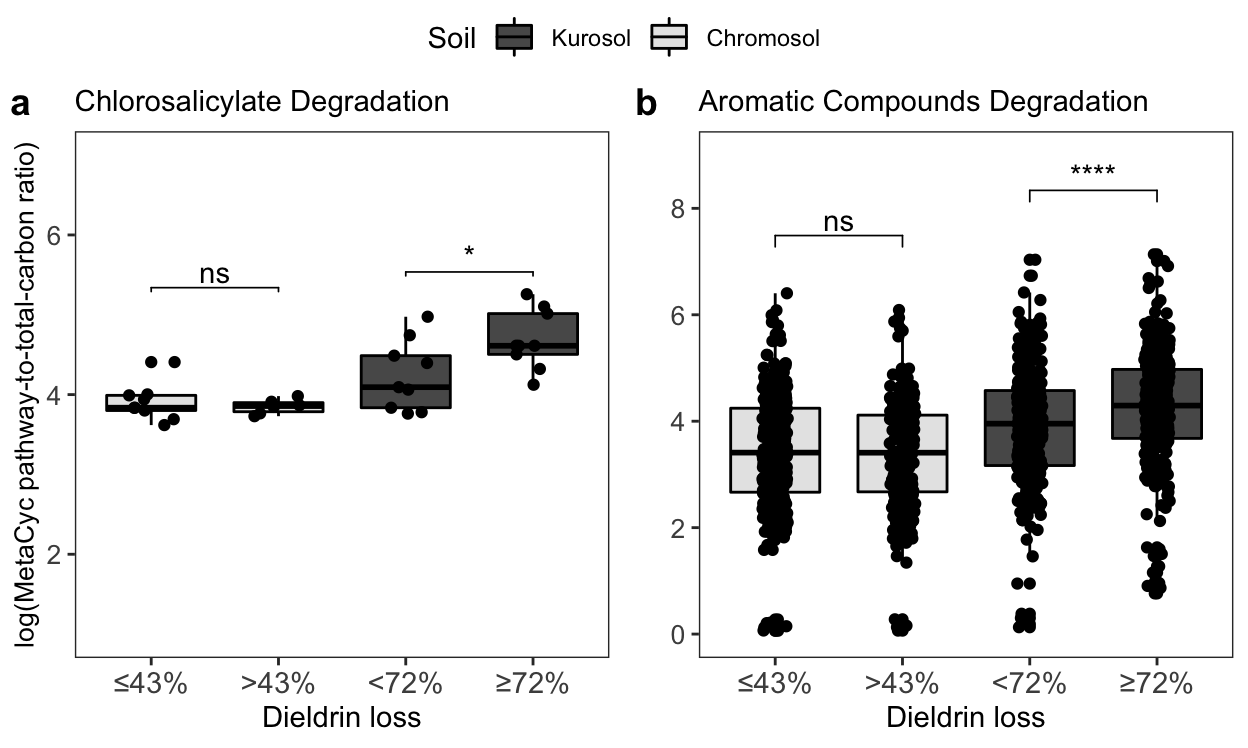 Soil Kurosol Chromosol
a Chlorosalicylate Degradation
log(MetaCyc pathway-to-total-carbon ratio)
6
4
2
ns
*
≤43% >43% <72% ≥72%
Dieldrin loss
b Aromatic Compounds Degradation
8
6
4
2
0
ns
****
≤43% >43% <72% ≥72%
Dieldrin loss